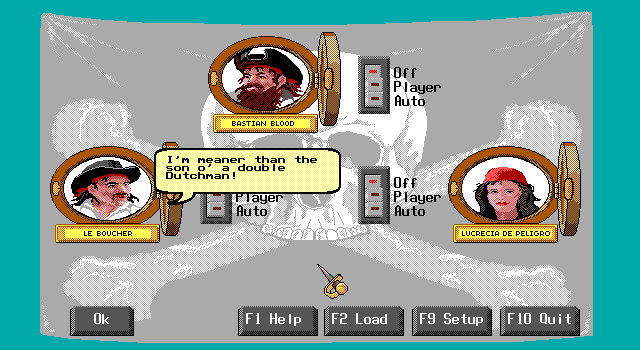 Off
Player
Auto
BASTIAN BLOOD
I'm meaner than the
son o' a double
Dutchman!
Player
Auto
Off
Player
Auto
LE BOUCHER
LUCRECIA DE PELIGRO
Ok
F1 Help
F2 Load
F9 Setup
F10 Quit